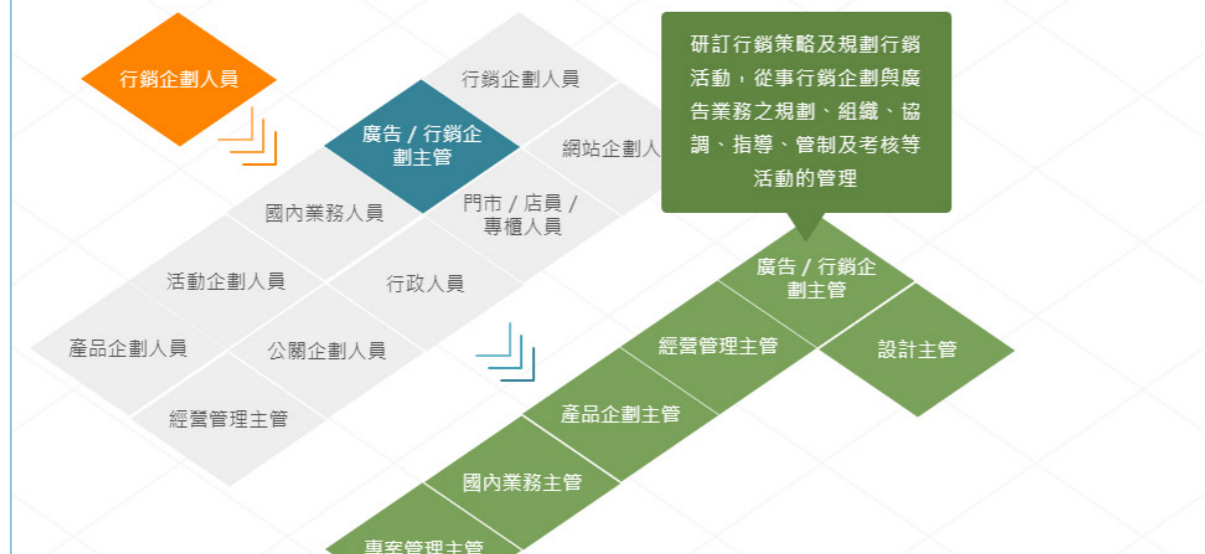 行銷企劃人員
行銷企劃人員
廣告 / 行銷企
劃主管
網站企劃人
國內業務人員
門市 / 店員 /
專櫃人員
活動企劃人員
行政人員
產品企劃人員
公關企劃人員
經營管理主管
研訂行銷策略及規劃行銷
活動，從事行銷企劃與廣
告業務之規劃、組織、協
調、指導、管制及考核等
活動的管理
廣告 / 行銷企
劃主管
經營管理主管
設計主管
產品企劃主管
國內業務主管
專案管理主管